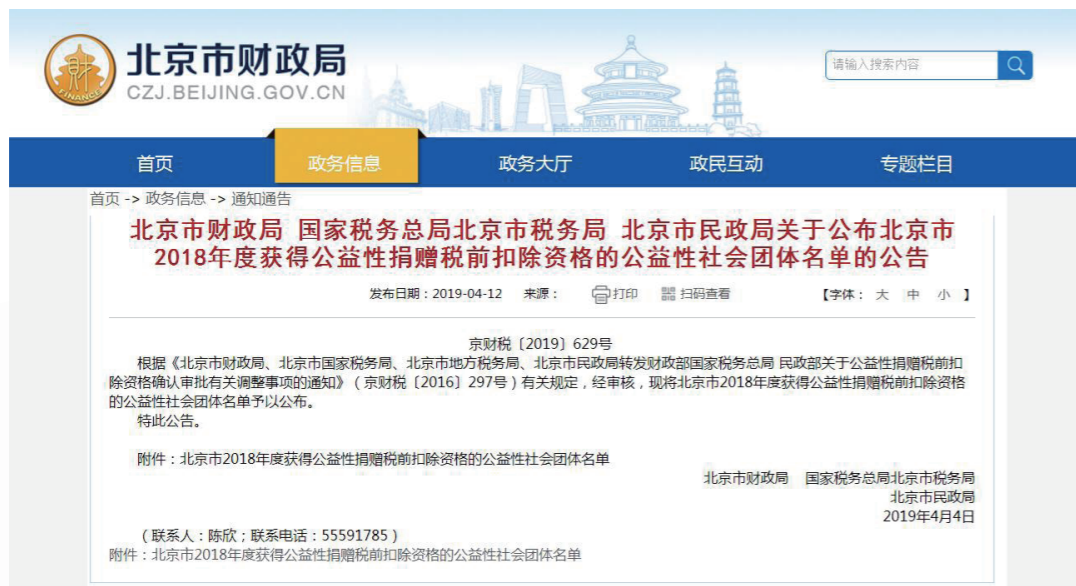 北京市财政局
CZJ.BEIJING.GOV.CN
请输入搜索内容
首页 政务信息 政务大厅 政民互动 专题栏目
首页 -> 政务信息 -> 通知通告
北京市财政局 国家税务总局北京市税务局 北京市民政局关于公布北京市
2018年度获得公益性捐赠税前扣除资格的公益性社会团体名单的公告
发布日期：2019-04-12 来源： 打印 扫码查看 【字体： 大 中 小 】
京财税〔2019〕629号
根据《北京市财政局、北京市国家税务局、北京市地方税务局、北京市民政局转发财政部国家税务总局 民政部关于公益性捐赠税前扣
除资格确认审批有关调整事项的通知》（京财税〔2016〕297号）有关规定，经审核，现将北京市2018年度获得公益性捐赠税前扣除资格
的公益性社会团体名单予以公布。
特此公告。
附件：北京市2018年度获得公益性捐赠税前扣除资格的公益性社会团体名单
北京市财政局 国家税务总局北京市税务局
北京市民政局
2019年4月4日
（联系人：陈欣；联系电话：55591785）
附件：北京市2018年度获得公益性捐赠税前扣除资格的公益性社会团体名单
财
FINANCE